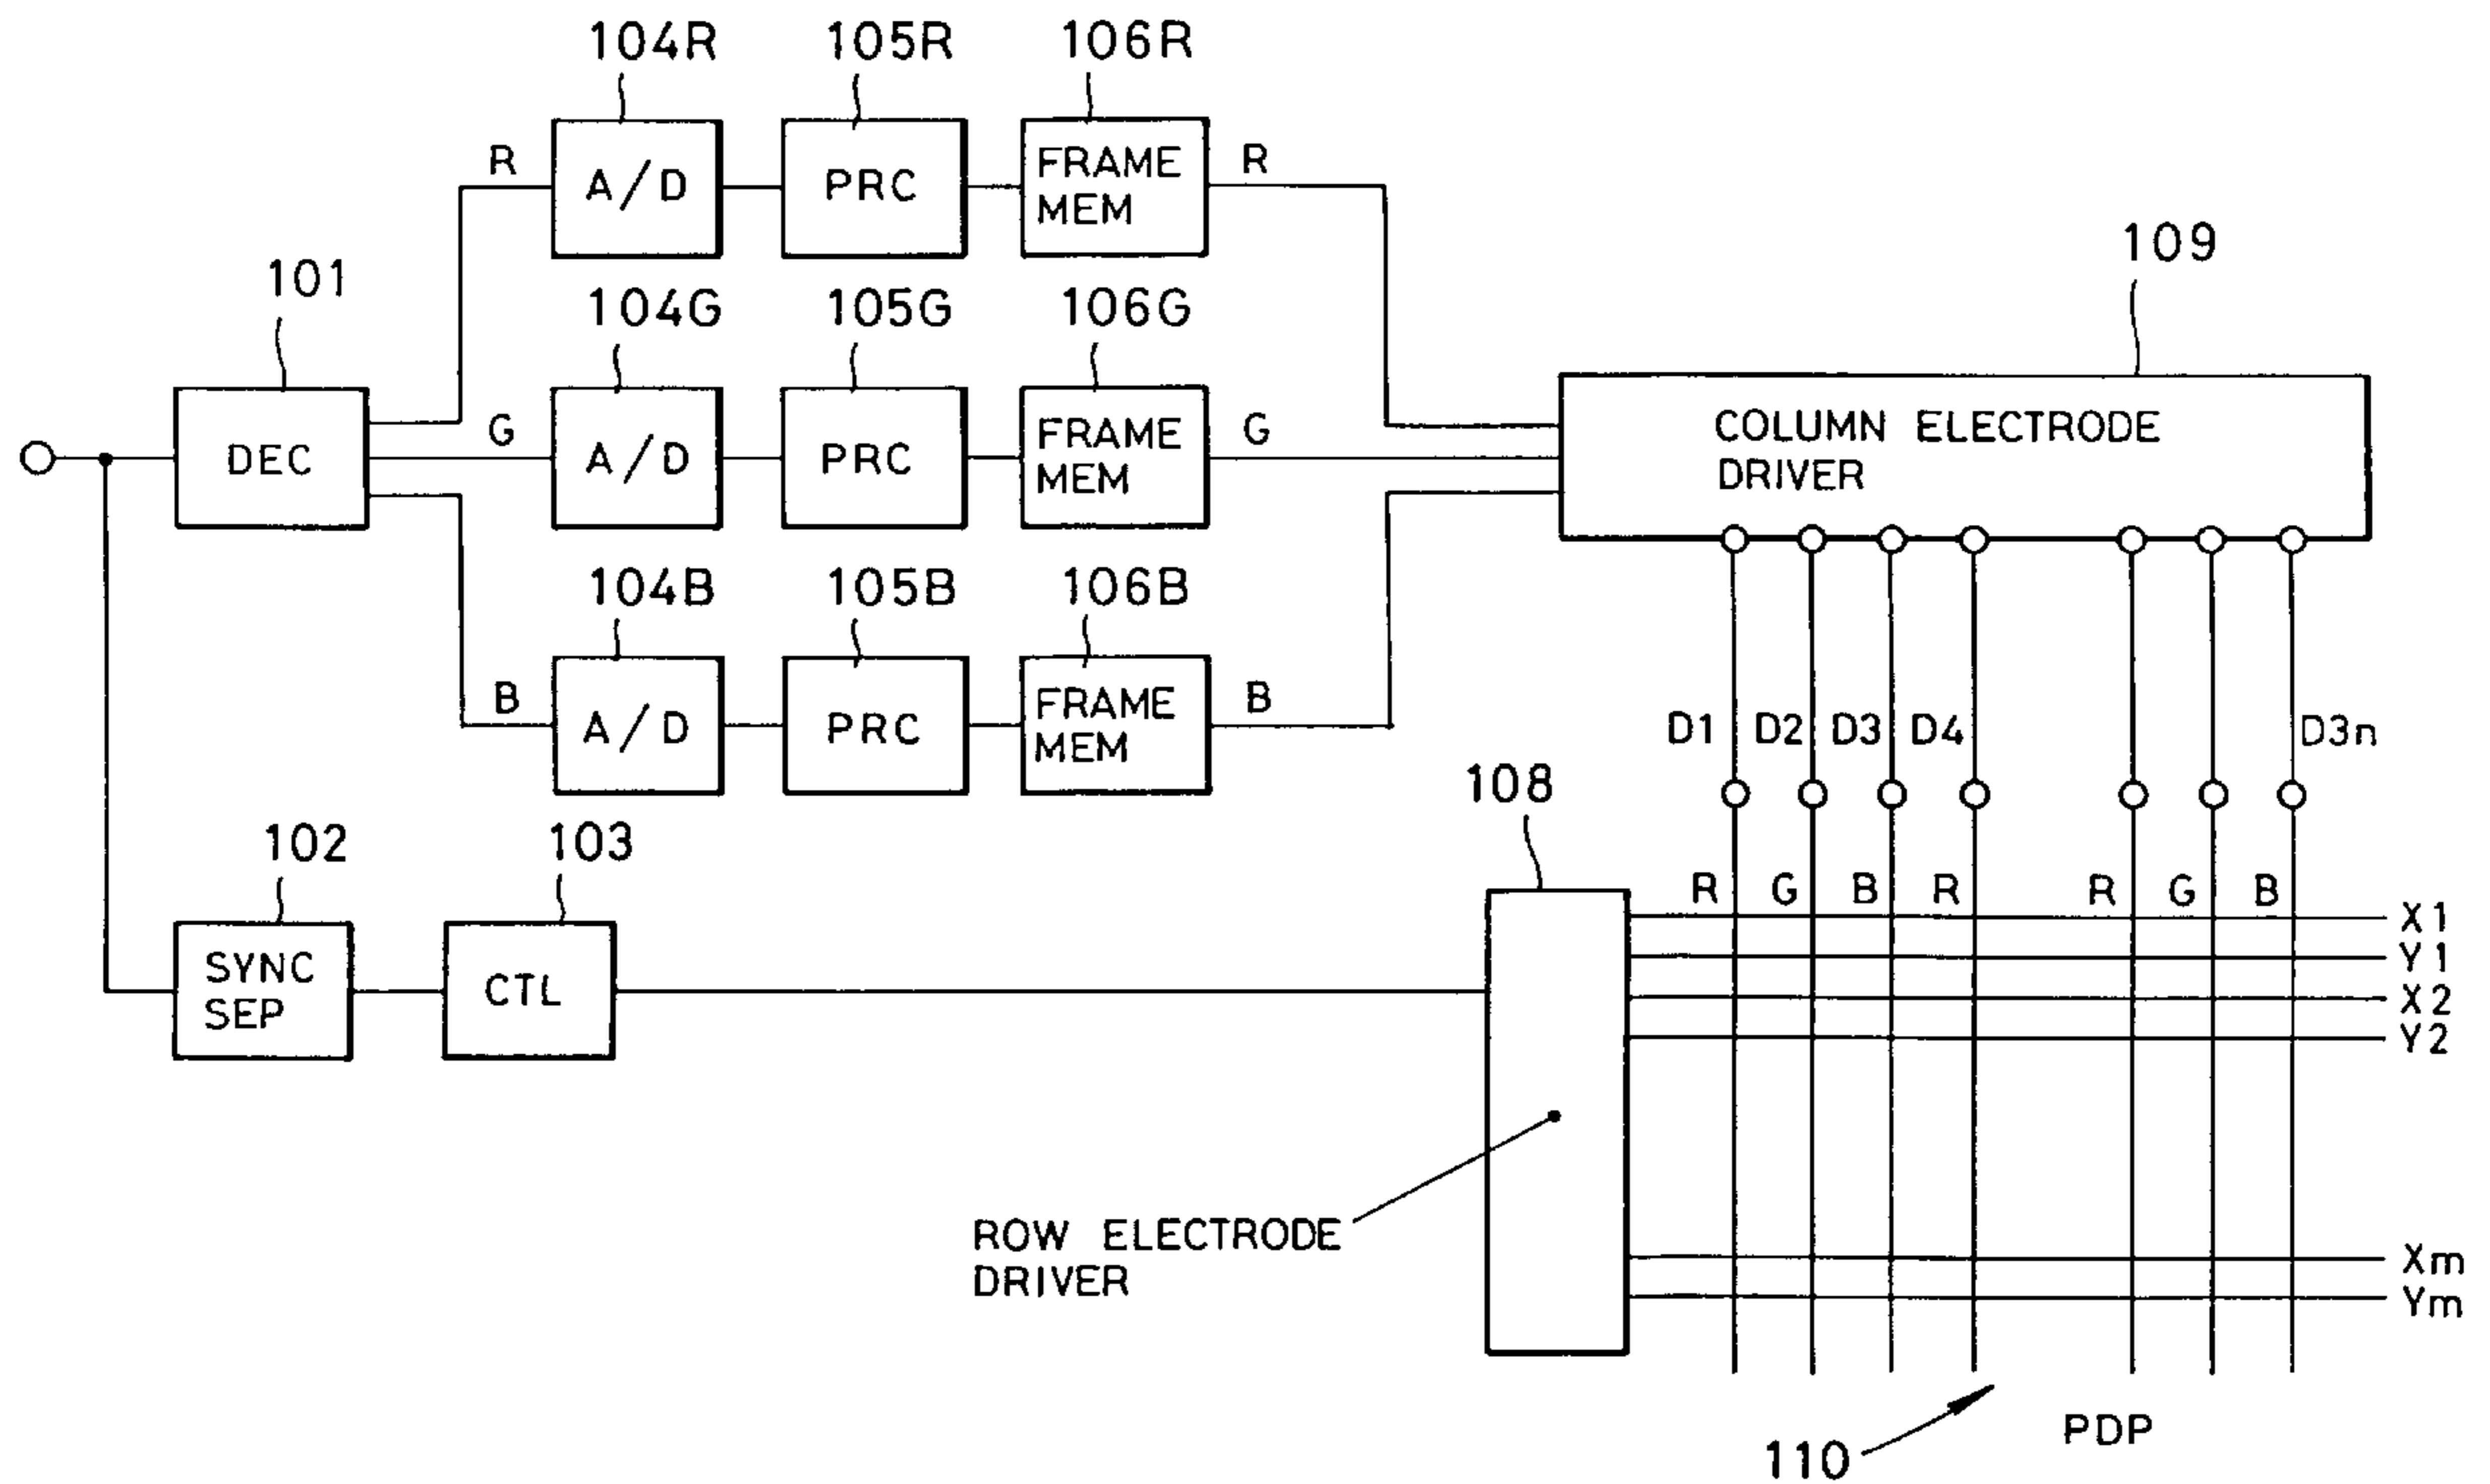 104R 105R 106R
R A/D PRC FRAME MEM R
109
101
104G 105G 106G
DEC G A/D PRC FRAME MEM G
COLUMN ELECTRODE
DRIVER
104B 105B 106B
B A/D PRC FRAME MEM B
D1 D2 D3 D4 D3n
108
102 103
R G B R R G B
X1
Y1
X2
Y2
SYNC
SEP
CTL
ROW ELECTRODE
DRIVER
Xm
Ym
110
PDP